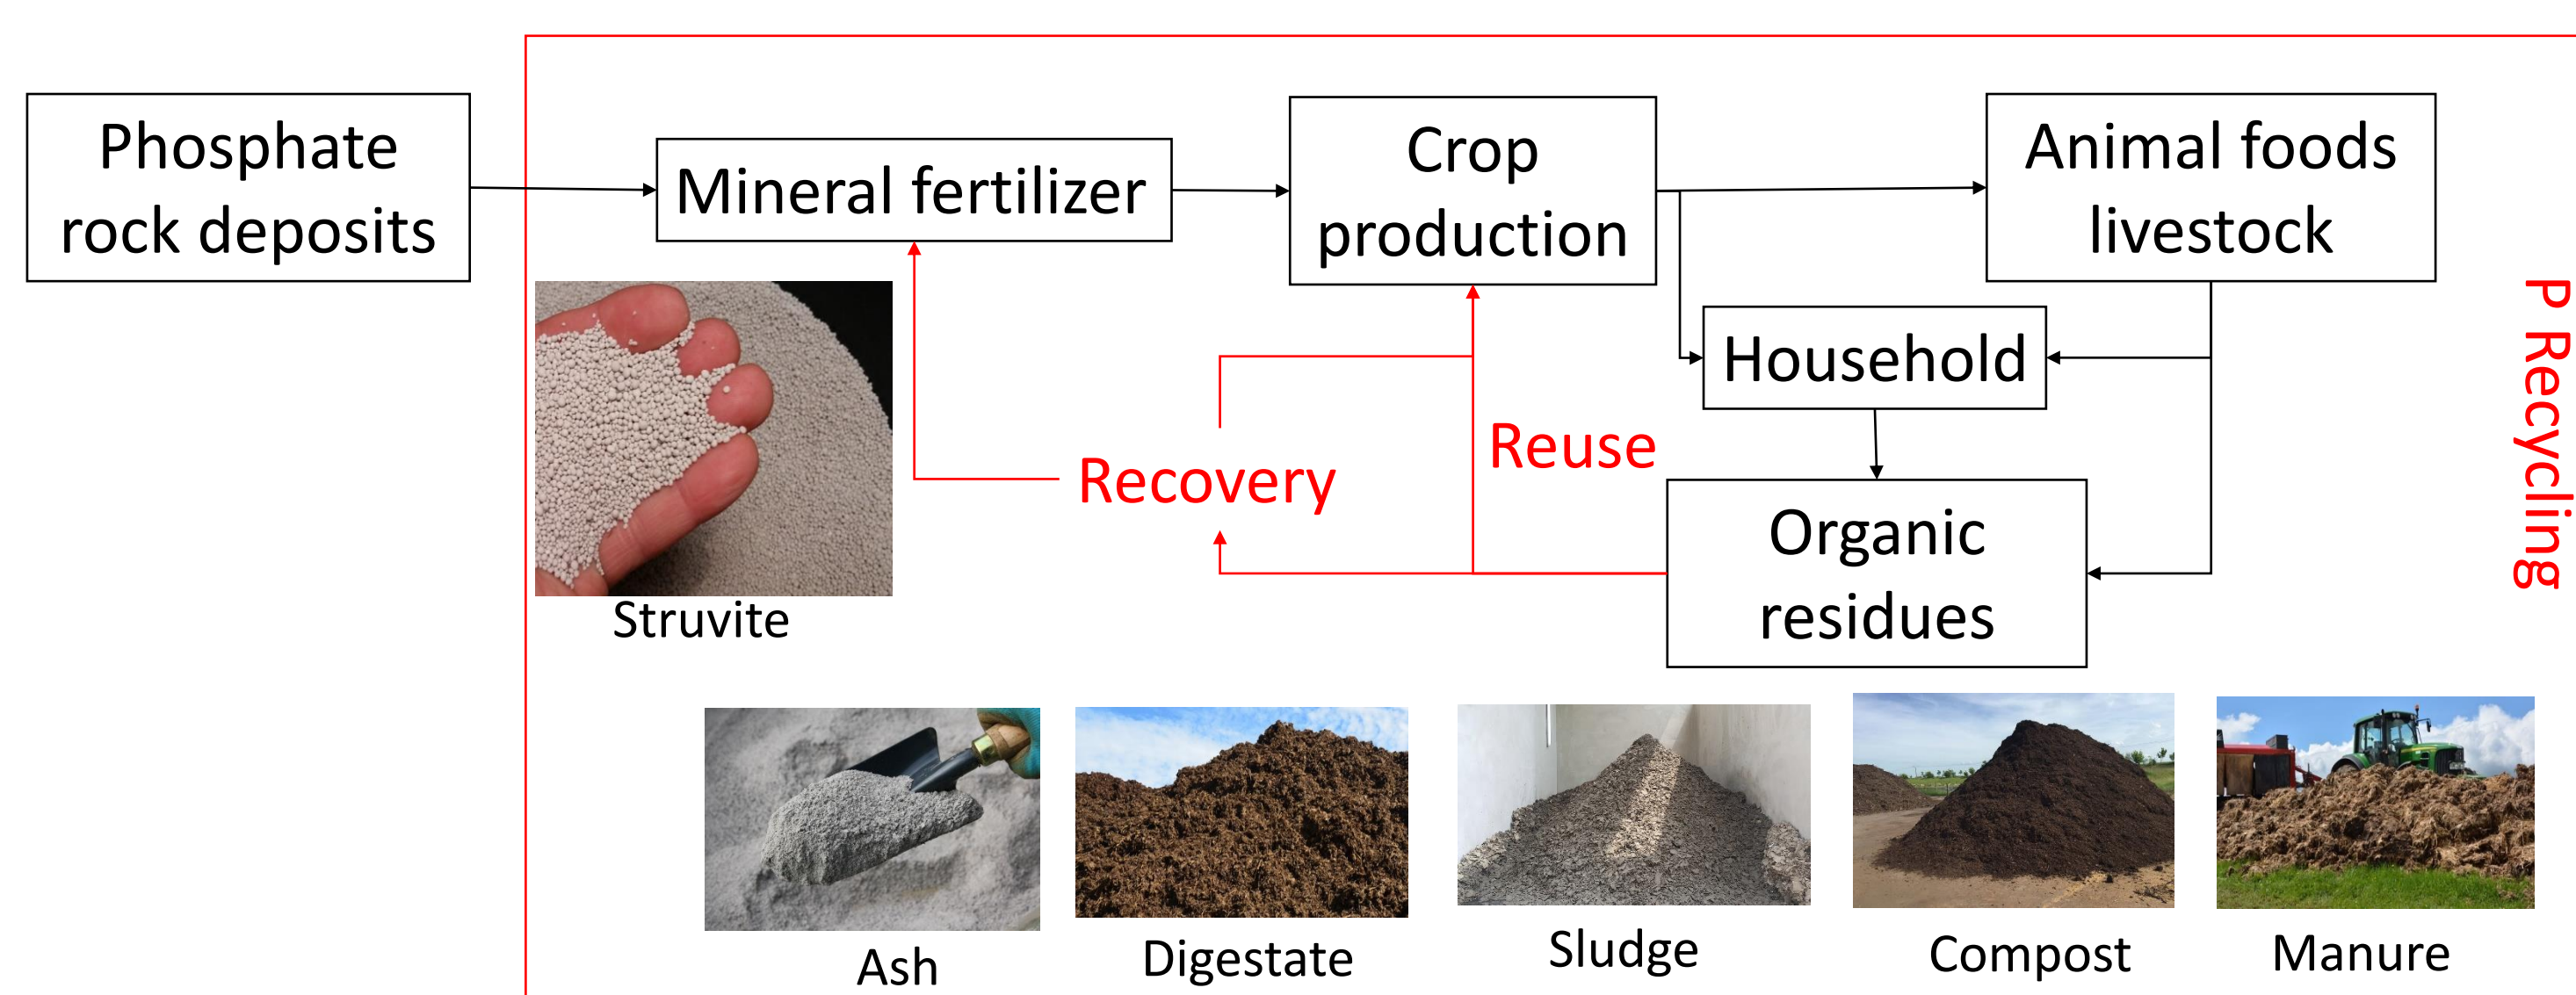 Phosphate
rock deposits
Mineral fertilizer
Crop
production
Animal foods
livestock
Household
Reuse
Recovery
Organic
residues
P Recycling
Struvite
Ash
Digestate
Sludge
Compost
Manure